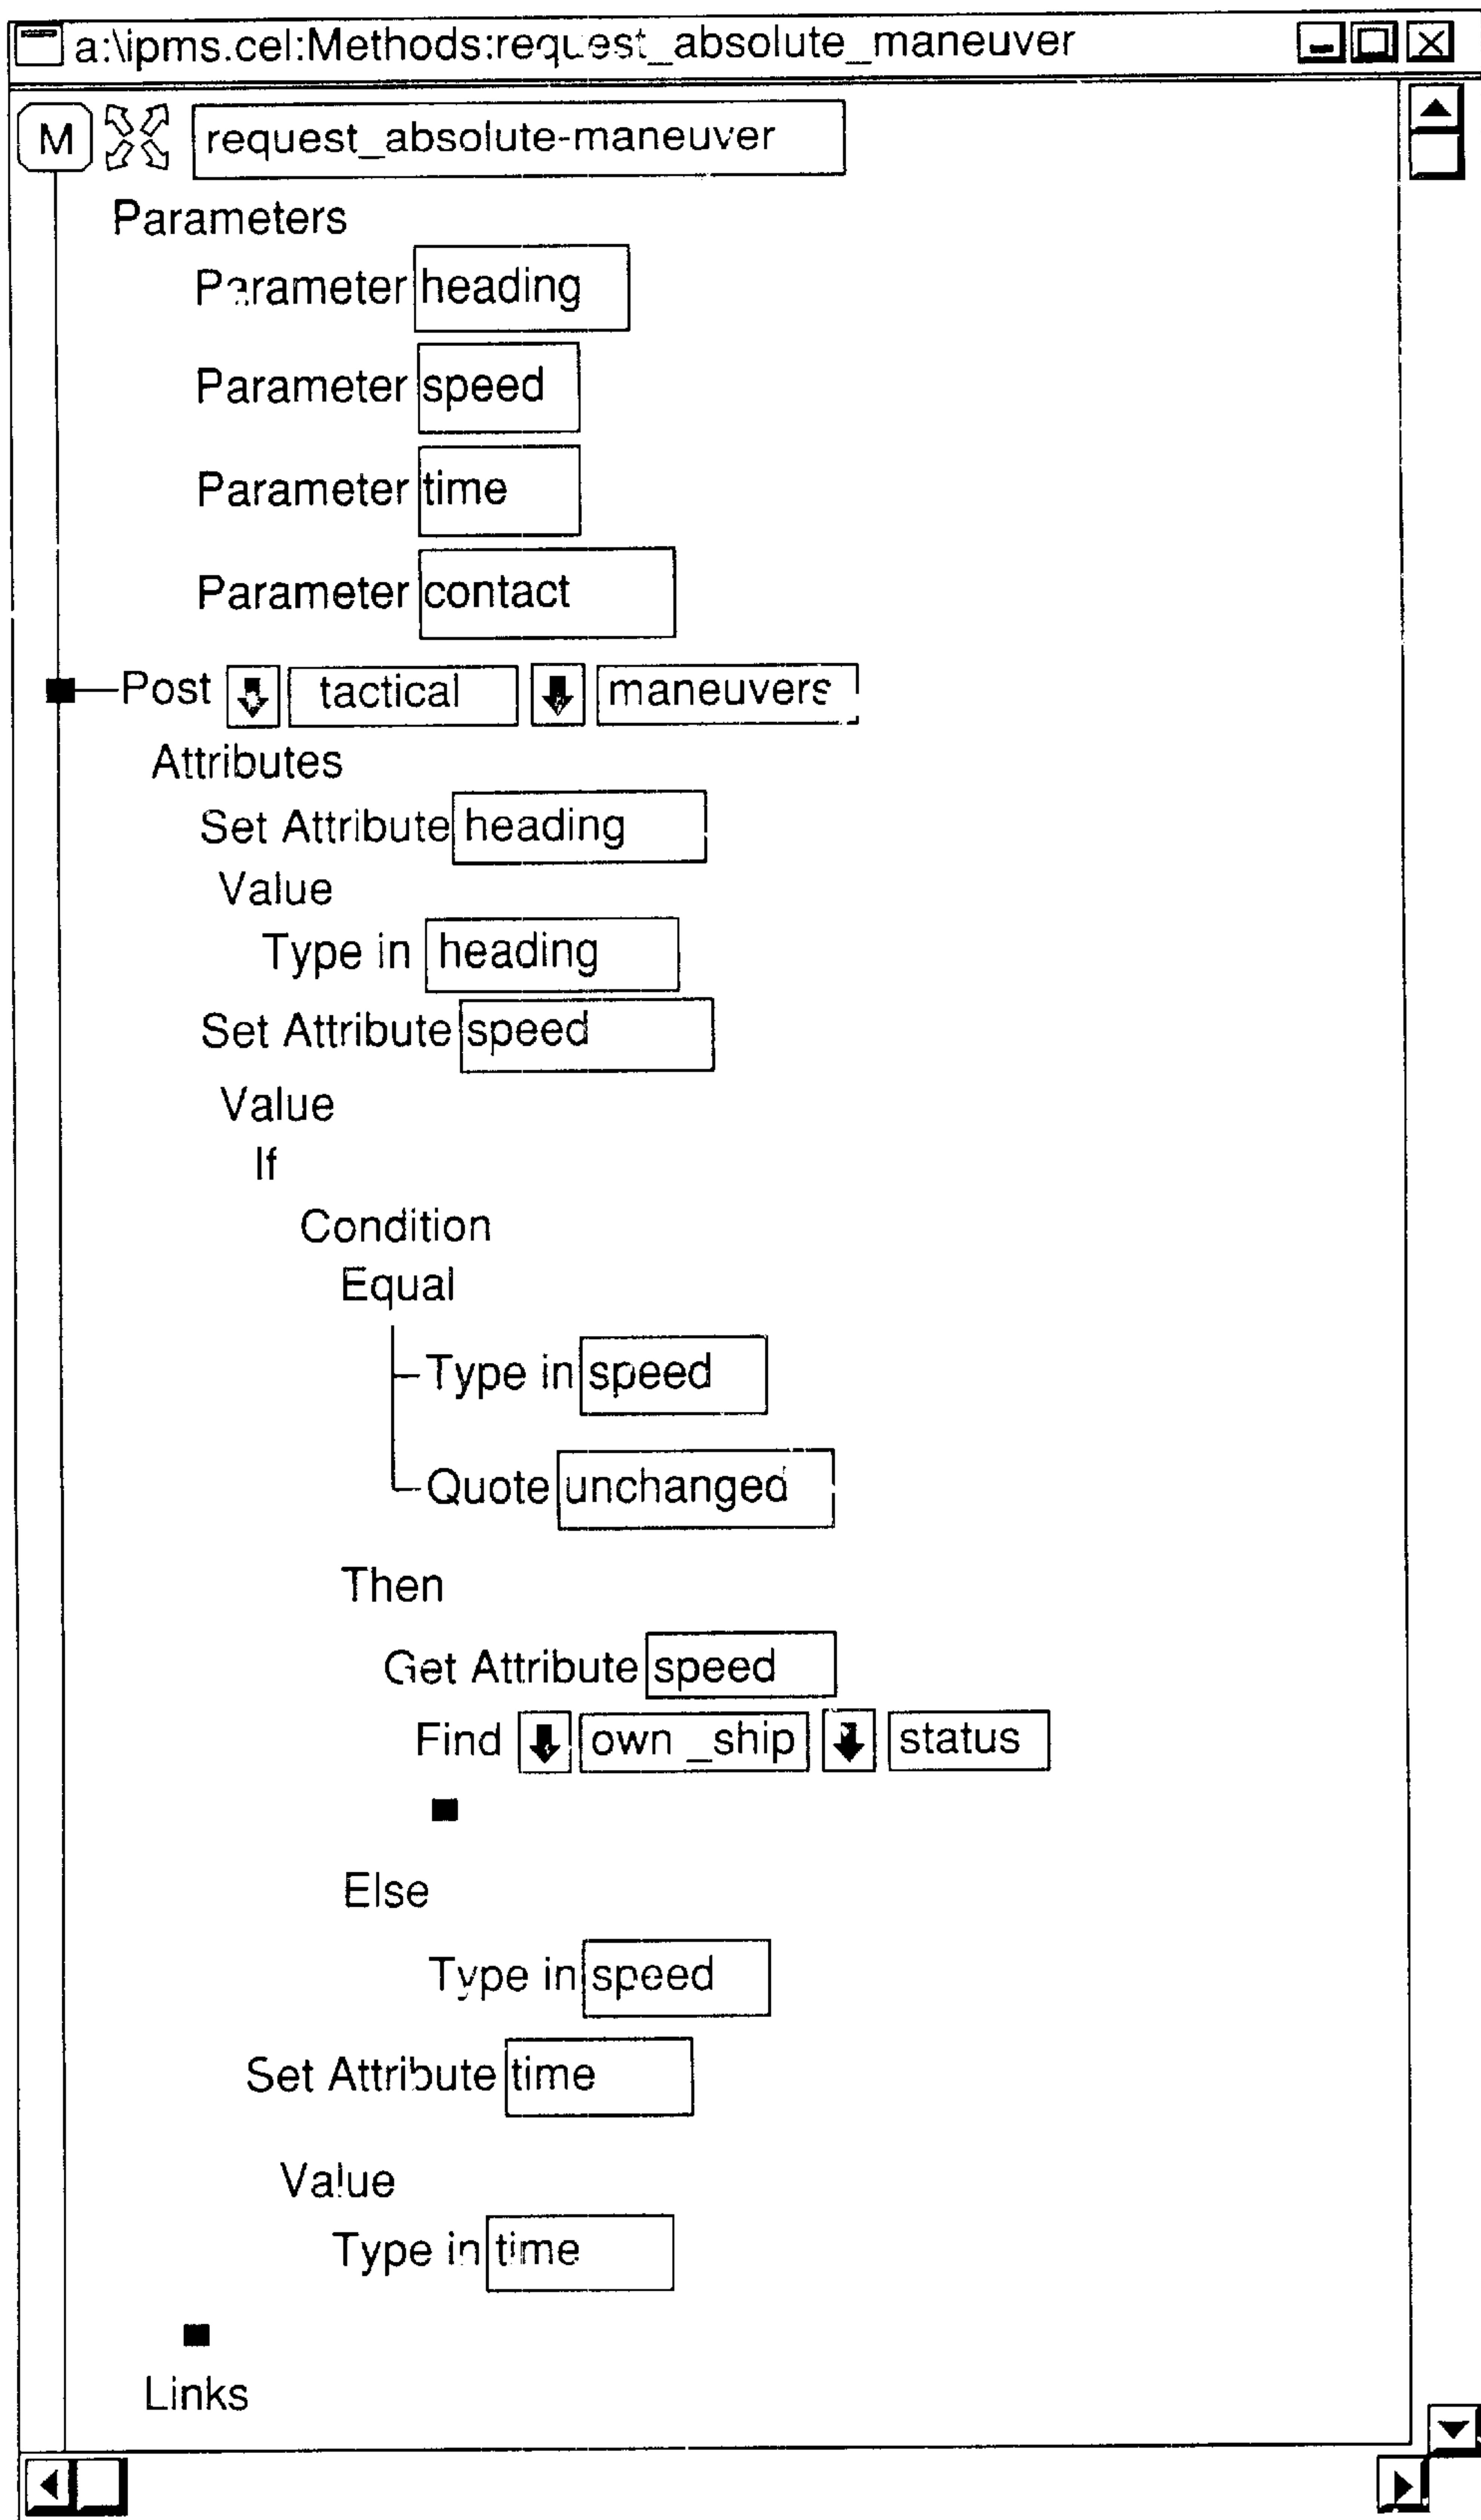 a:\ipms.cel:Methods:request_absolute_maneuver
M request_absolute-maneuver
Parameters
Parameter heading
Parameter speed
Parameter time
Parameter contact
Post tactical maneuvers
Attributes
Set Attribute heading
Value
Type in heading
Set Attribute speed
Value
If
Condition
Equal
Type in speed
Quote unchanged
Then
Get Attribute speed
Find own _ship status
Else
Type in speed
Set Attribute time
Value
Type in time
Links